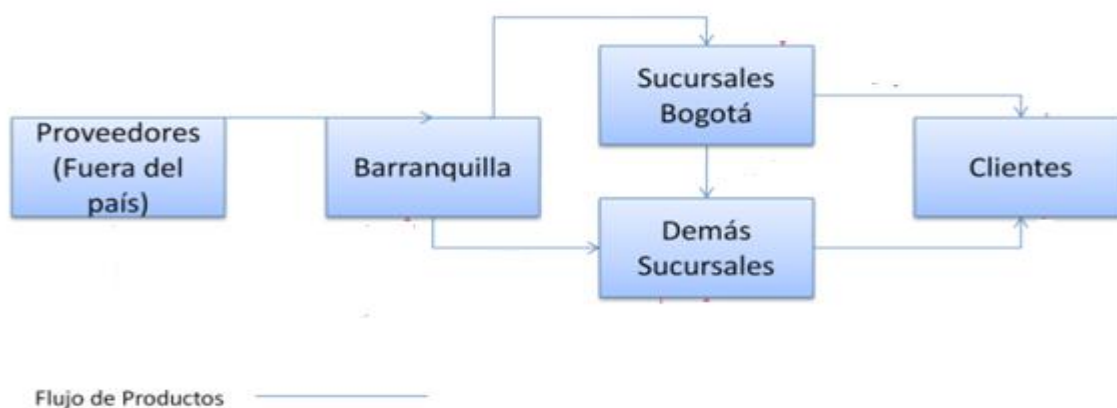 Proveedores
(Fuera del
país)
Barranquilla
Sucursales
Bogotá
Demás
Sucursales
Clientes
Flujo de Productos